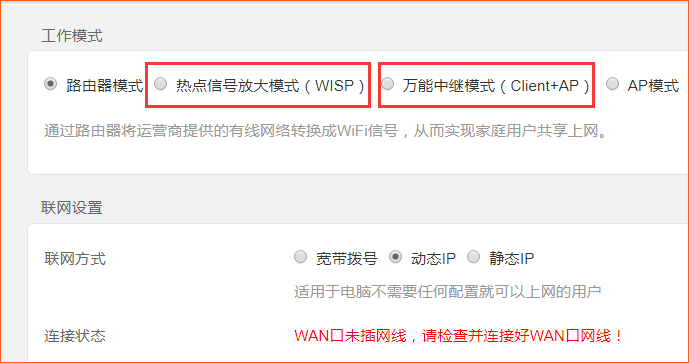 工作模式
路由器模式 热点信号放大模式（WISP） 万能中继模式（Client+AP） AP模式
通过路由器将运营商提供的有线网络转换成WiFi信号，从而实现家庭用户共享上网。
联网设置
联网方式 宽带拨号 动态IP 静态IP
适用于电脑不需要任何配置就可以上网的用户
连接状态 WAN口未插网线，请检查并连接好WAN口网线！